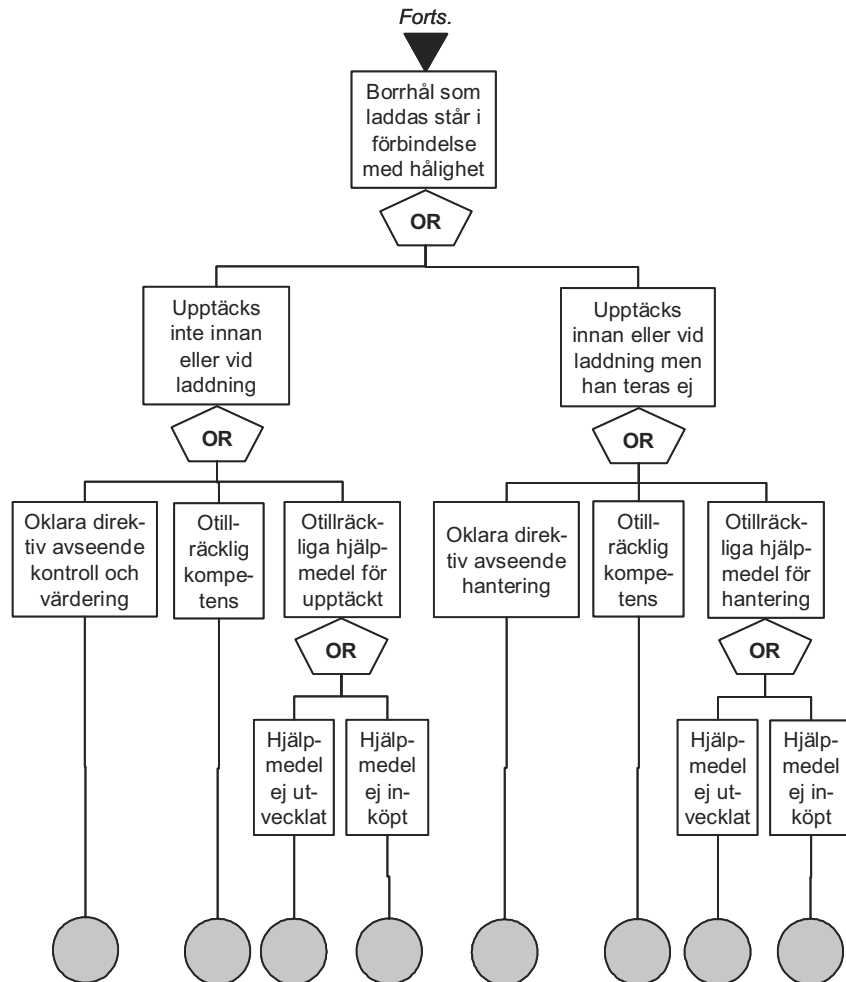 Forts.
Borrhål som
laddas står i
förbindelse
med hålighet
OR
Upptäcks
inte innan
eller vid
laddning
Upptäcks
innan eller vid
laddning men
han teras ej
OR
OR
Oklara direk-
tiv avseende
kontroll och
värdering
Otill-
räcklig
kompe-
tens
Otillräck-
liga hjälp-
medel för
upptäckt
Oklara direk-
tiv avseende
hantering
Otill-
räcklig
kompe-
tens
Otillräck-
liga hjälp-
medel för
hantering
OR
OR
Hjälp-
medel
ej ut-
vecklat
Hjälp-
medel
ej in-
köpt
Hjälp-
medel
ej ut-
vecklat
Hjälp-
medel
ej in-
köpt